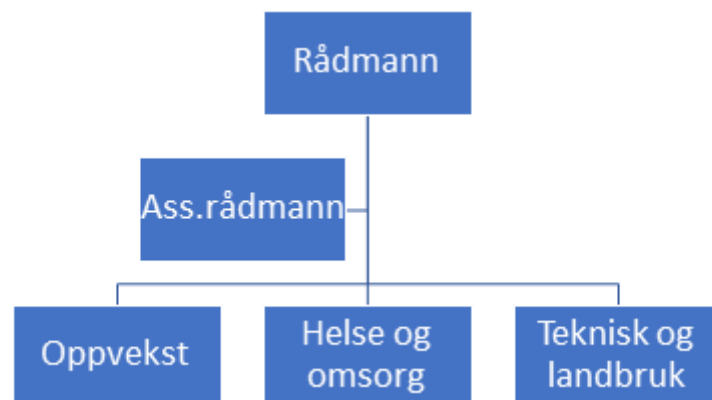 Rådmann
Ass.rådmann
Oppvekst
Helse og
omsorg
Teknisk og
landbruk